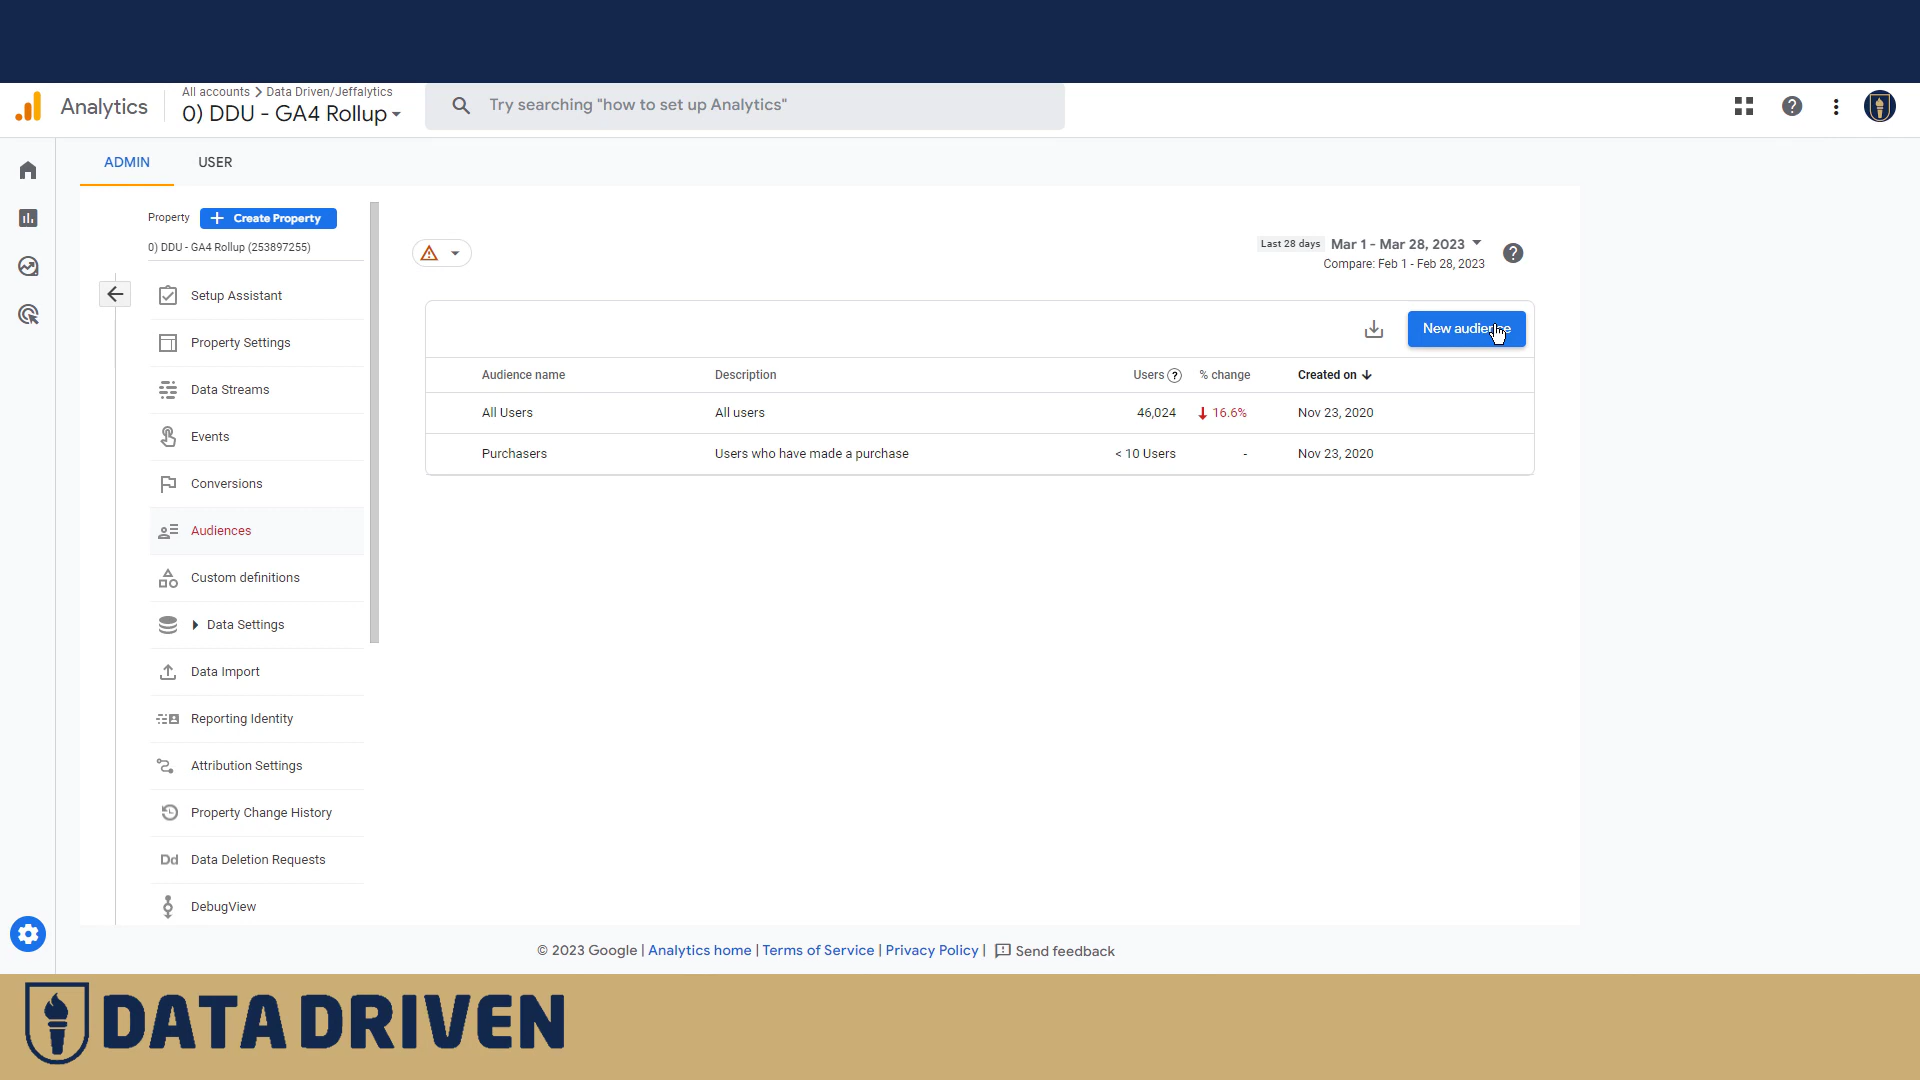 Analytics
All accounts > Data Driven/Jeffalytics
0) DDU - GA4 Rollup
Try searching "how to set up Analytics"
ADMIN
USER
Property
+ Create Property
0) DDU - GA4 Rollup (253897255)
Setup Assistant
Property Settings
Data Streams
Events
Conversions
Audiences
Custom definitions
Data Settings
Data Import
Reporting Identity
Attribution Settings
Property Change History
Dd Data Deletion Requests
DebugView
Last 28 days Mar 1 - Mar 28, 2023
Compare: Feb 1 - Feb 28, 2023
New audience
Audience name Description Users % change Created on
All Users All users 46,024 16.6% Nov 23, 2020
Purchasers Users who have made a purchase < 10 Users - Nov 23, 2020
© 2023 Google | Analytics home | Terms of Service | Privacy Policy | Send feedback
DATA DRIVEN